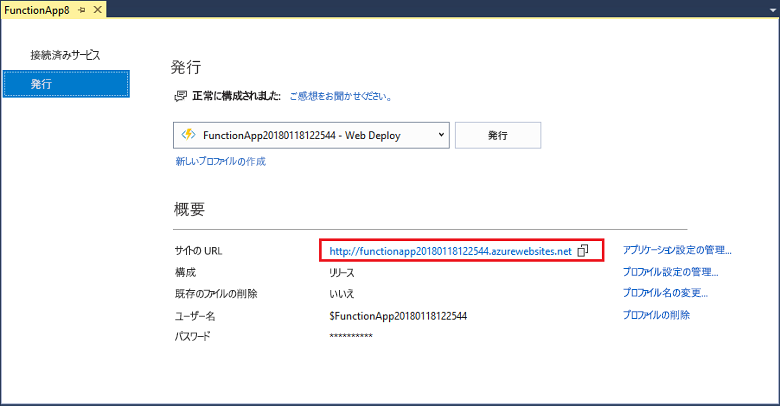 FunctionApp8
接続済みサービス
発行
発行
正常に構成されました: ご感想をお聞かせください。
FunctionApp20180118122544 - Web Deploy
発行
新しいプロファイルの作成
概要
サイトの URL http://functionapp20180118122544.azurewebsites.net アプリケーション設定の管理...
構成 リリース プロファイル設定の管理...
既存のファイルの削除 いいえ プロファイル名の変更...
ユーザー名 $FunctionApp20180118122544 プロファイルの削除
パスワード **********